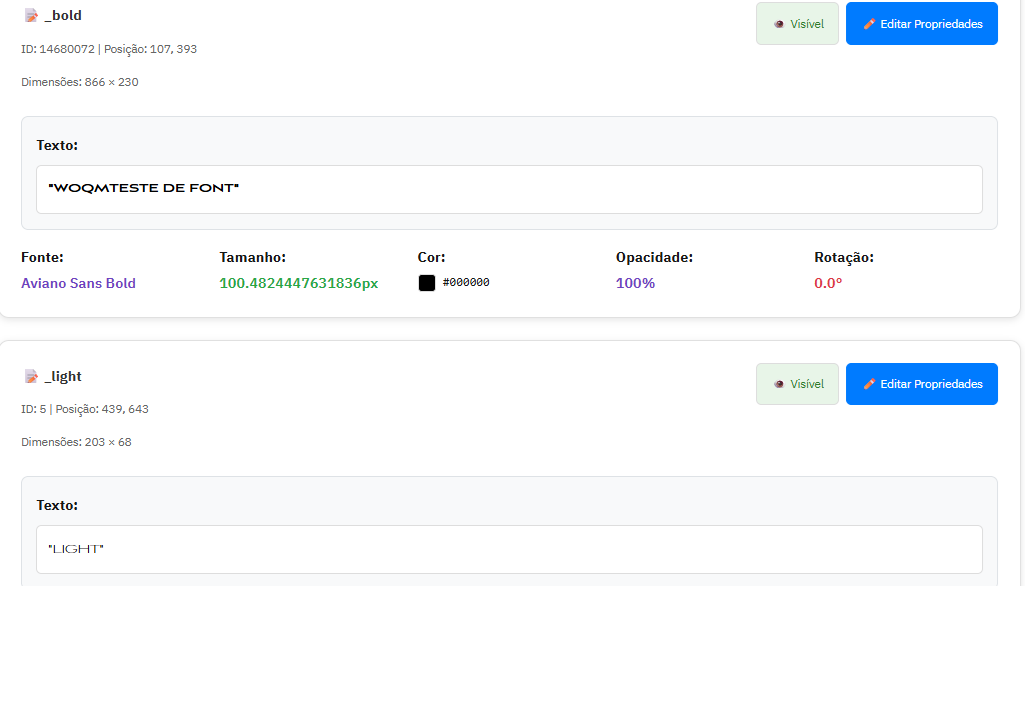 _bold
Visível
Editar Propriedades
ID: 14680072 | Posição: 107, 393
Dimensões: 866 × 230
Texto:
"WOQMTESTE DE FONT"
Fonte:
Tamanho:
Cor:
Opacidade:
Rotação:
Aviano Sans Bold
100.4824447631836px
#000000
100%
0.0°
_light
Visível
Editar Propriedades
ID: 5 | Posição: 439, 643
Dimensões: 203 × 68
Texto:
"LIGHT"